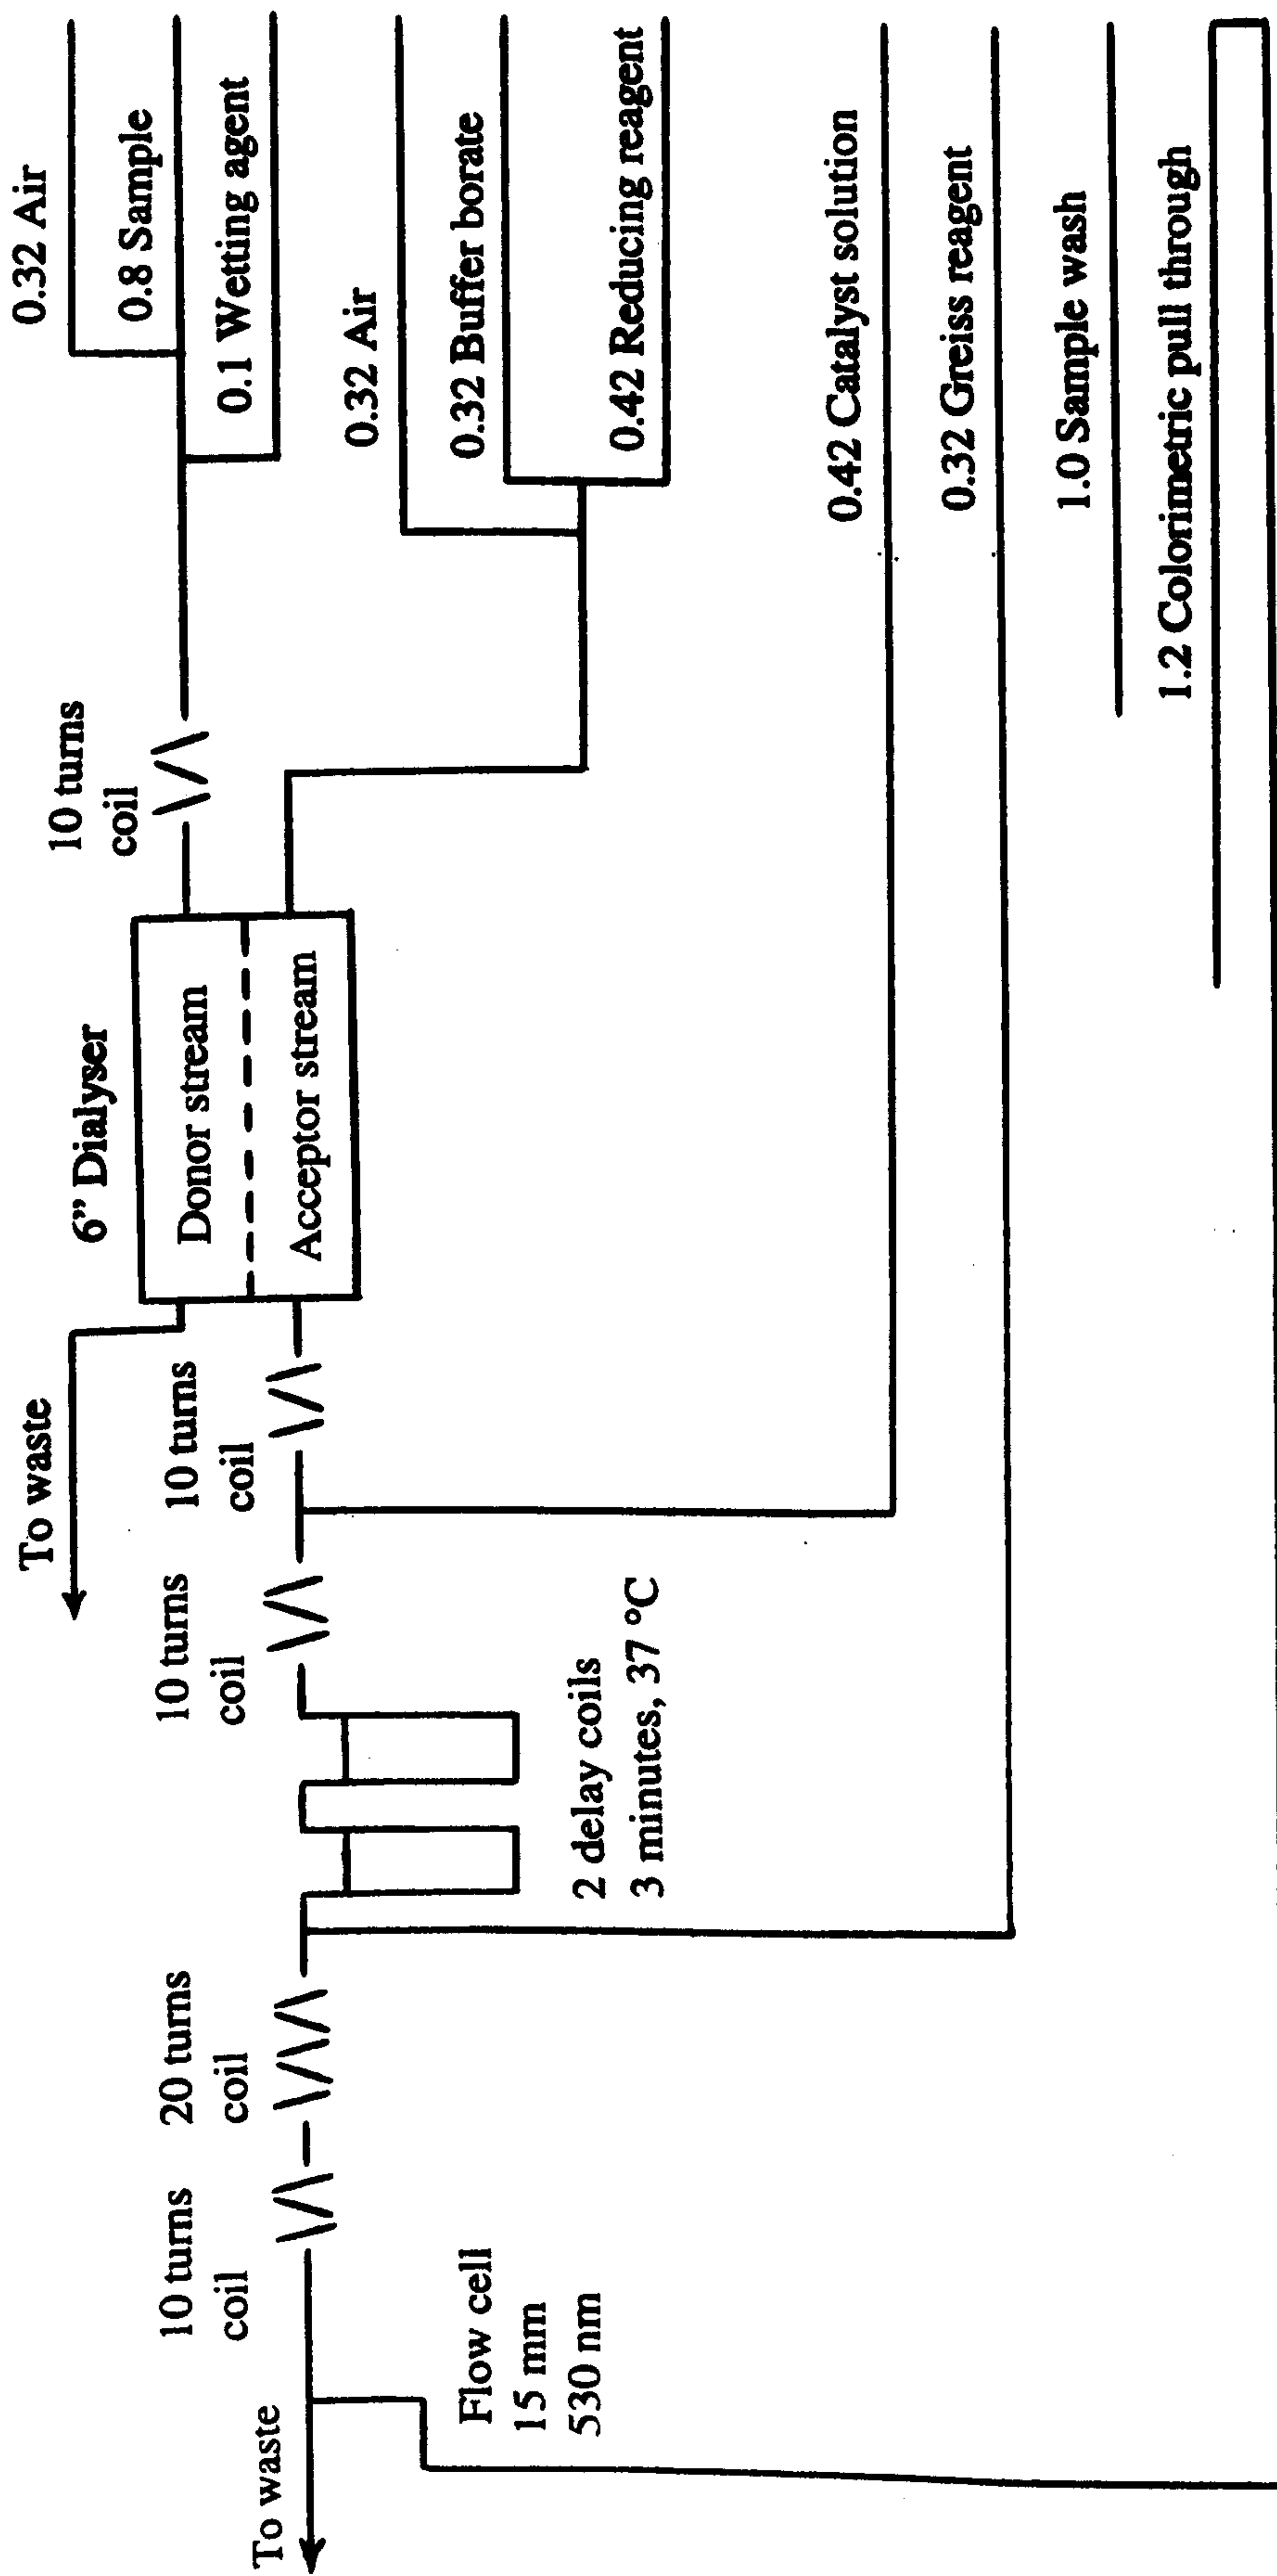 0.32 Air
0.8 Sample
0.1 Wetting agent
0.32 Air
0.32 Buffer borate
0.42 Reducing reagent
0.42 Catalyst solution
0.32 Greiss reagent
1.0 Sample wash
1.2 Colorimetric pull through
10 turns
coil
6” Dialyser
Donor stream
Acceptor stream
To waste
10 turns
coil
10 turns
coil
2 delay coils
3 minutes, 37 °C
20 turns
coil
10 turns
coil
Flow cell
15 mm
530 nm
To waste